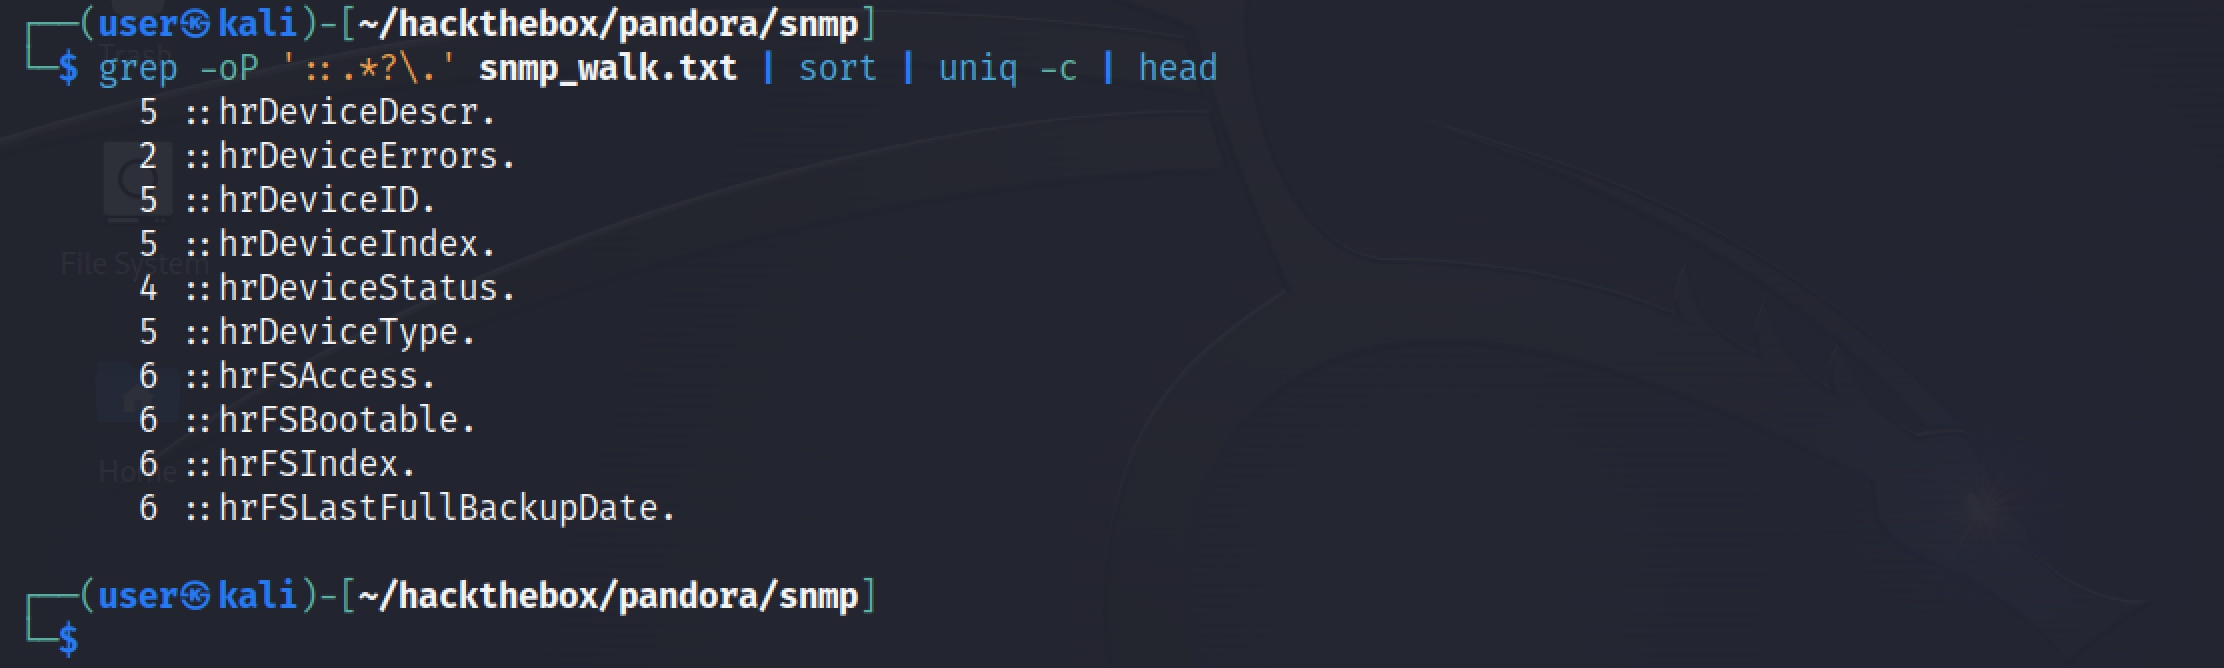 ┌──(user㉿kali)-[~/hackthebox/pandora/snmp]
└─$ grep -oP '::.*?\.' snmp_walk.txt | sort | uniq -c | head
5 ::hrDeviceDescr.
2 ::hrDeviceErrors.
5 ::hrDeviceID.
5 ::hrDeviceIndex.
4 ::hrDeviceStatus.
5 ::hrDeviceType.
6 ::hrFSAccess.
6 ::hrFSBootable.
6 ::hrFSIndex.
6 ::hrFSLastFullBackupDate.
┌──(user㉿kali)-[~/hackthebox/pandora/snmp]
└─$
Trash
File System
Home